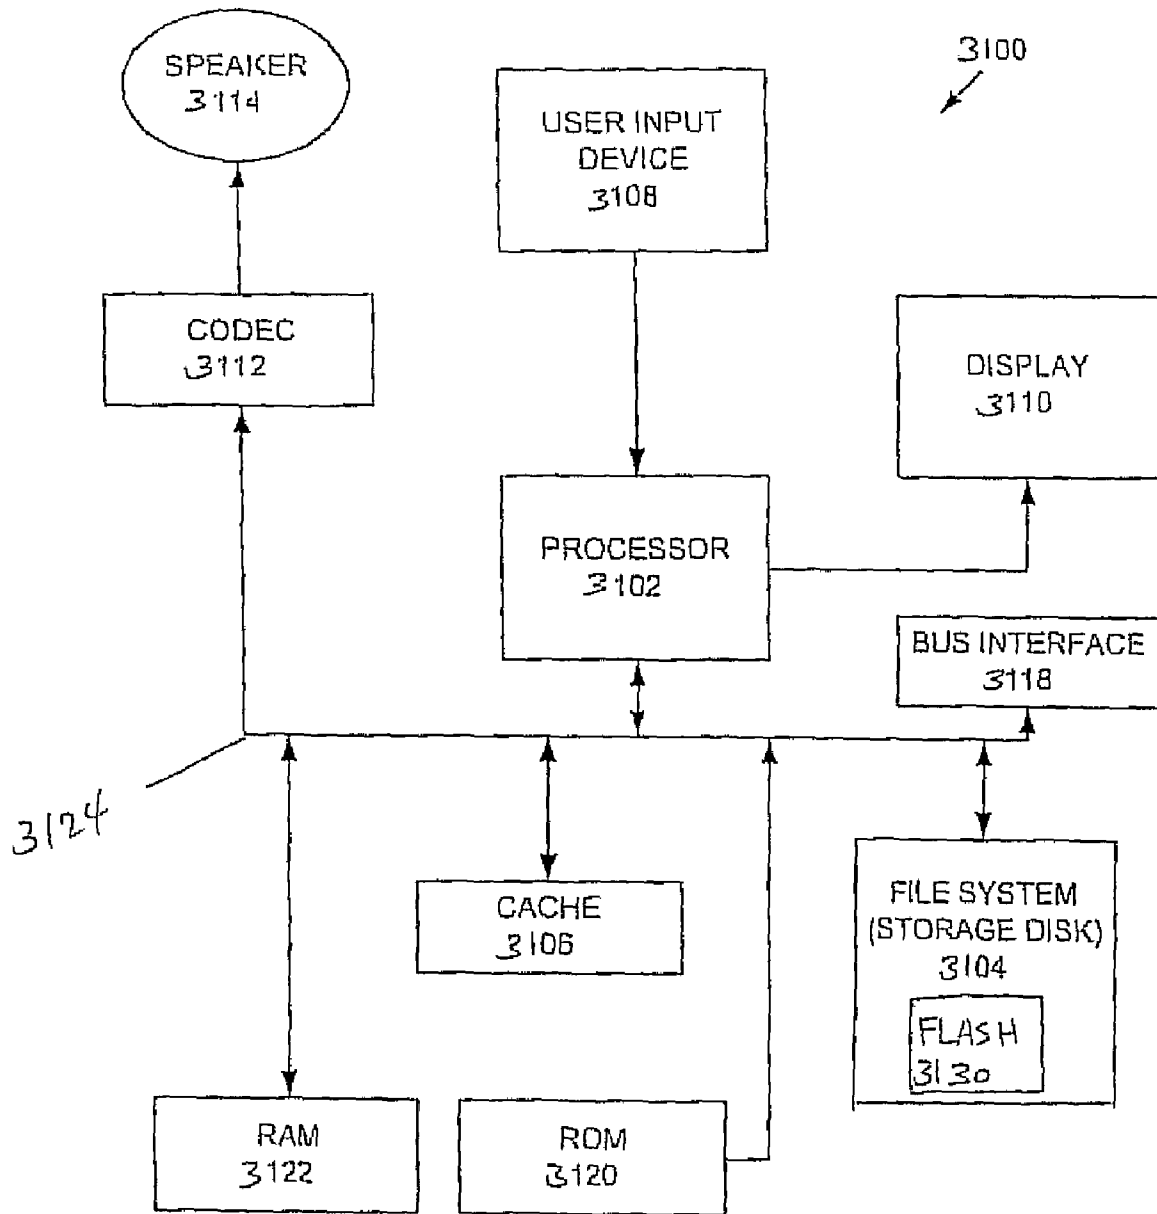 SPEAKER
3114
3100
USER INPUT
DEVICE
3108
CODEC
3112
DISPLAY
3110
PROCESSOR
3102
BUS INTERFACE
3118
3124
CACHE
3106
FILE SYSTEM
(STORAGE DISK)
3104
FLASH
3130
RAM
3122
ROM
3120